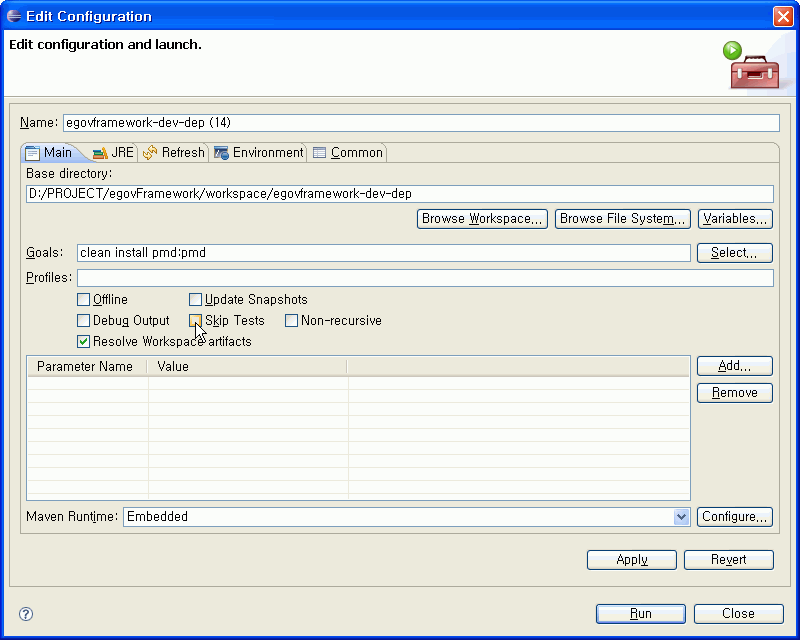 Edit Configuration
Edit configuration and launch.
Name: egovframework-dev-dep (14)
Main JRE Refresh Environment Common
Base directory:
D:/PROJECT/egovFramework/workspace/egovframework-dev-dep
Browse Workspace... Browse File System... Variables...
Goals: clean install pmd:pmd Select...
Profiles:
Offline Update Snapshots
Debug Output Skip Tests Non-recursive
Resolve Workspace artifacts
Parameter Name Value Add...
Remove
Maven Runtime: Embedded Configure...
Apply Revert
? Run Close